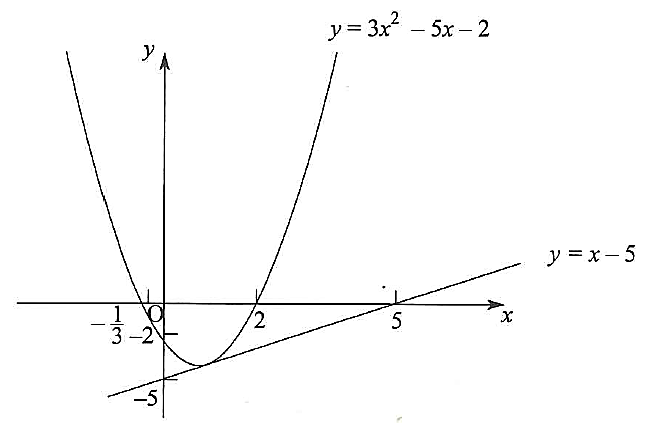 y = 3x² − 5x − 2
y
y = x − 5
O
−1/3
−2
2
5
x
−5